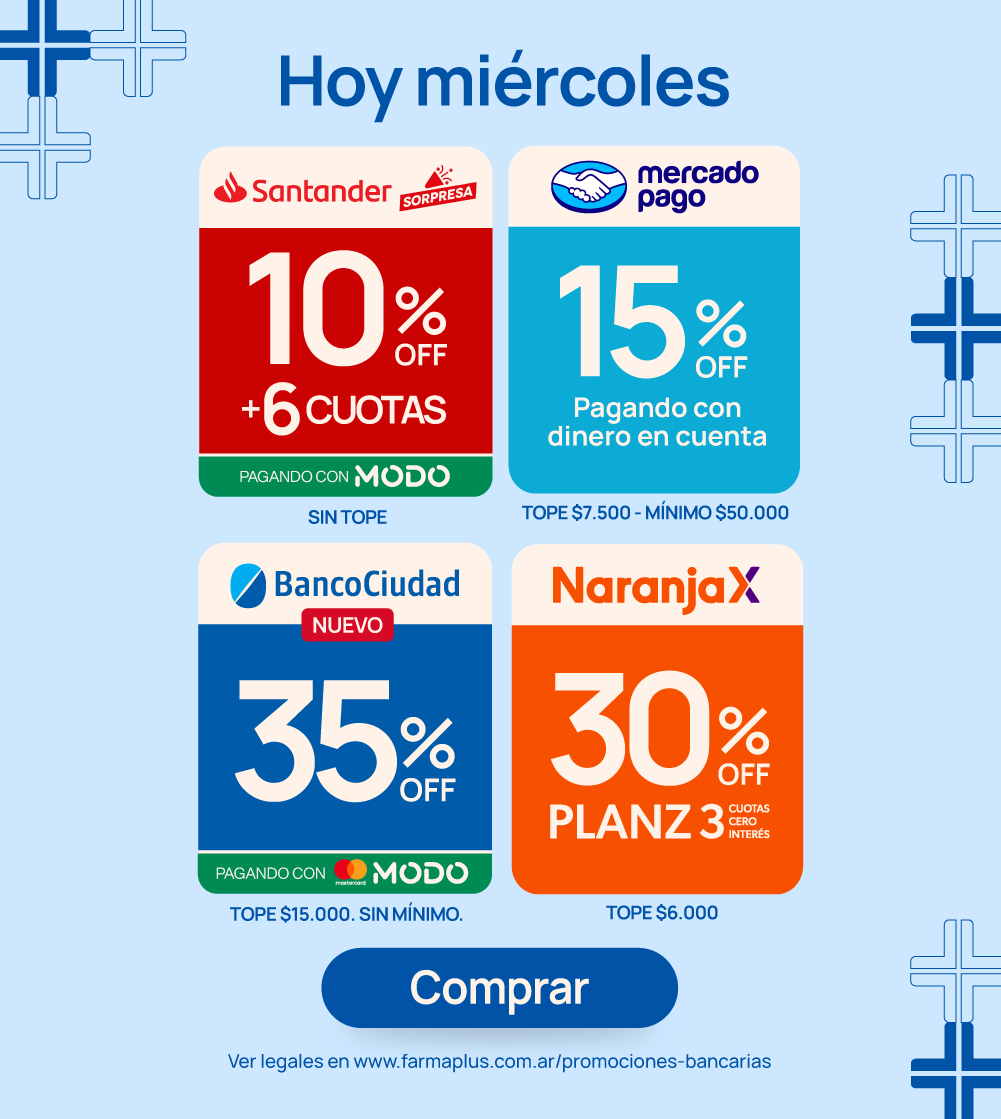 Hoy miércoles
Santander SORPRESA
10% OFF
+6 CUOTAS
PAGANDO CON MODO
SIN TOPE
mercado pago
15% OFF
Pagando con
dinero en cuenta
TOPE $7.500 - MÍNIMO $50.000
BancoCiudad
NUEVO
35% OFF
PAGANDO CON mastercard MODO
TOPE $15.000. SIN MÍNIMO.
NaranjaX
30% OFF
PLANZ 3 CUOTAS CERO INTERÉS
TOPE $6.000
Comprar
Ver legales en www.farmaplus.com.ar/promociones-bancarias